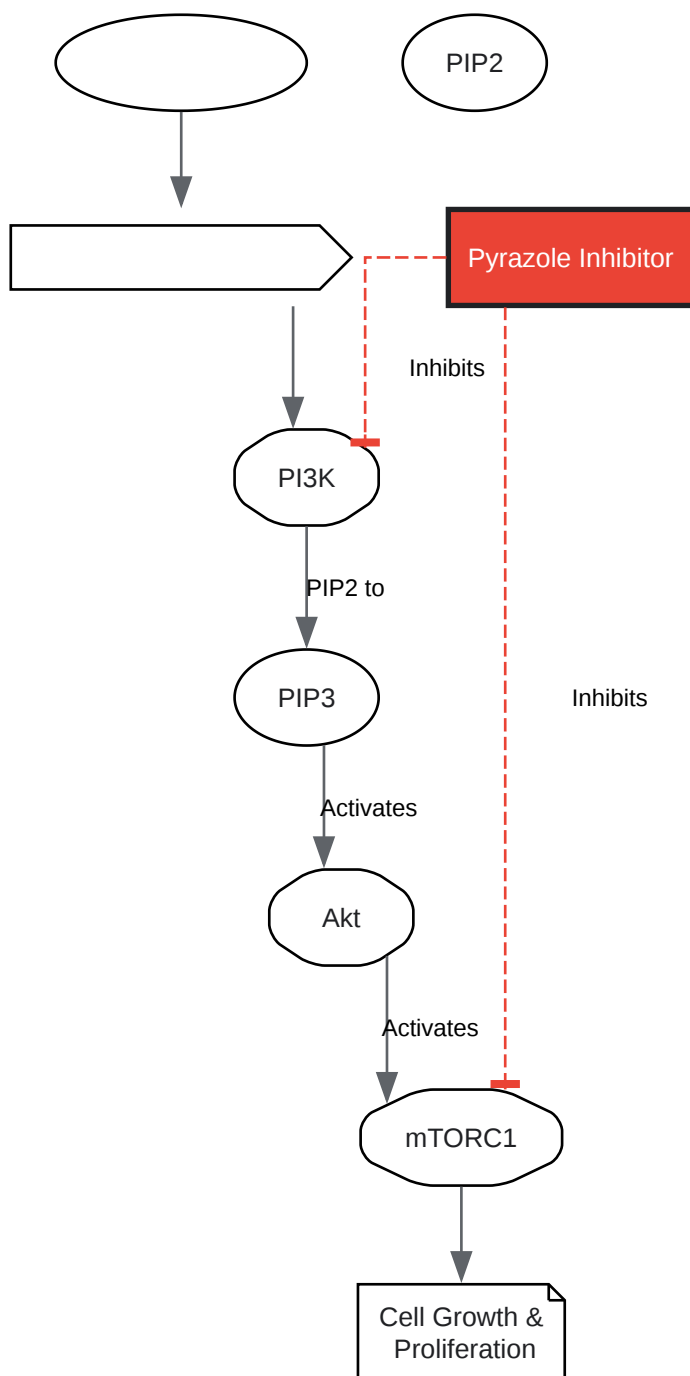 PIP2
Pyrazole Inhibitor
Inhibits
PI3K
PIP2 to
PIP3
Inhibits
Activates
Akt
Activates
mTORC1
Cell Growth &
Proliferation